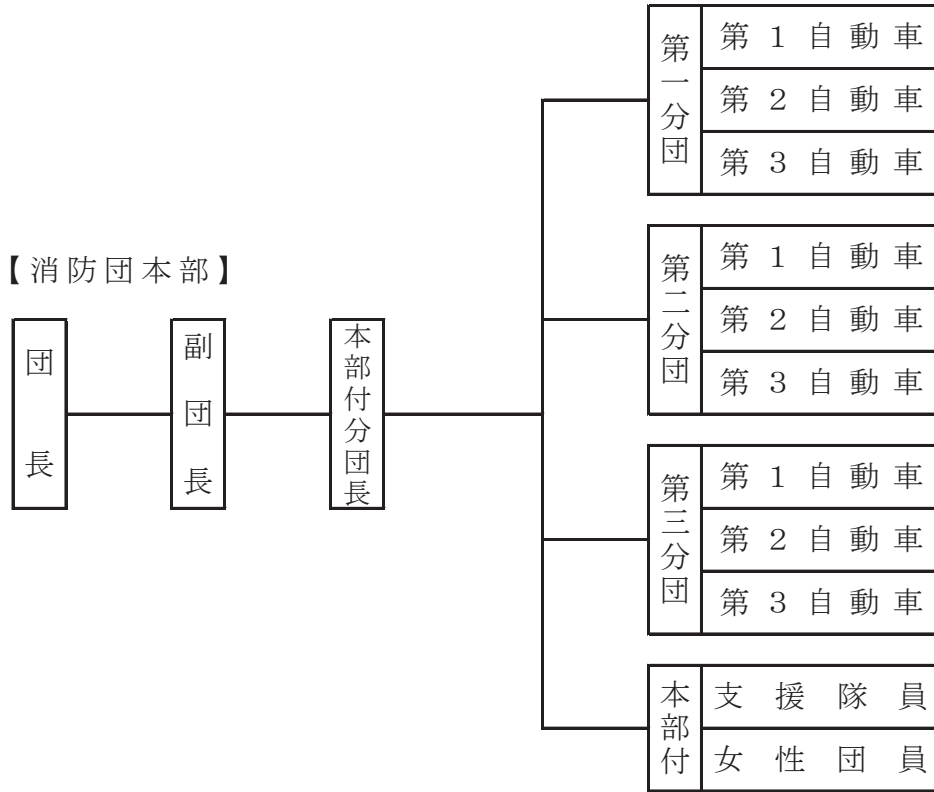 【消防団本部】
団長
副団長
本部付分団長
第一分団
第１自動車
第２自動車
第３自動車
第二分団
第１自動車
第２自動車
第３自動車
第三分団
第１自動車
第２自動車
第３自動車
本部付
支援隊員
女性団員